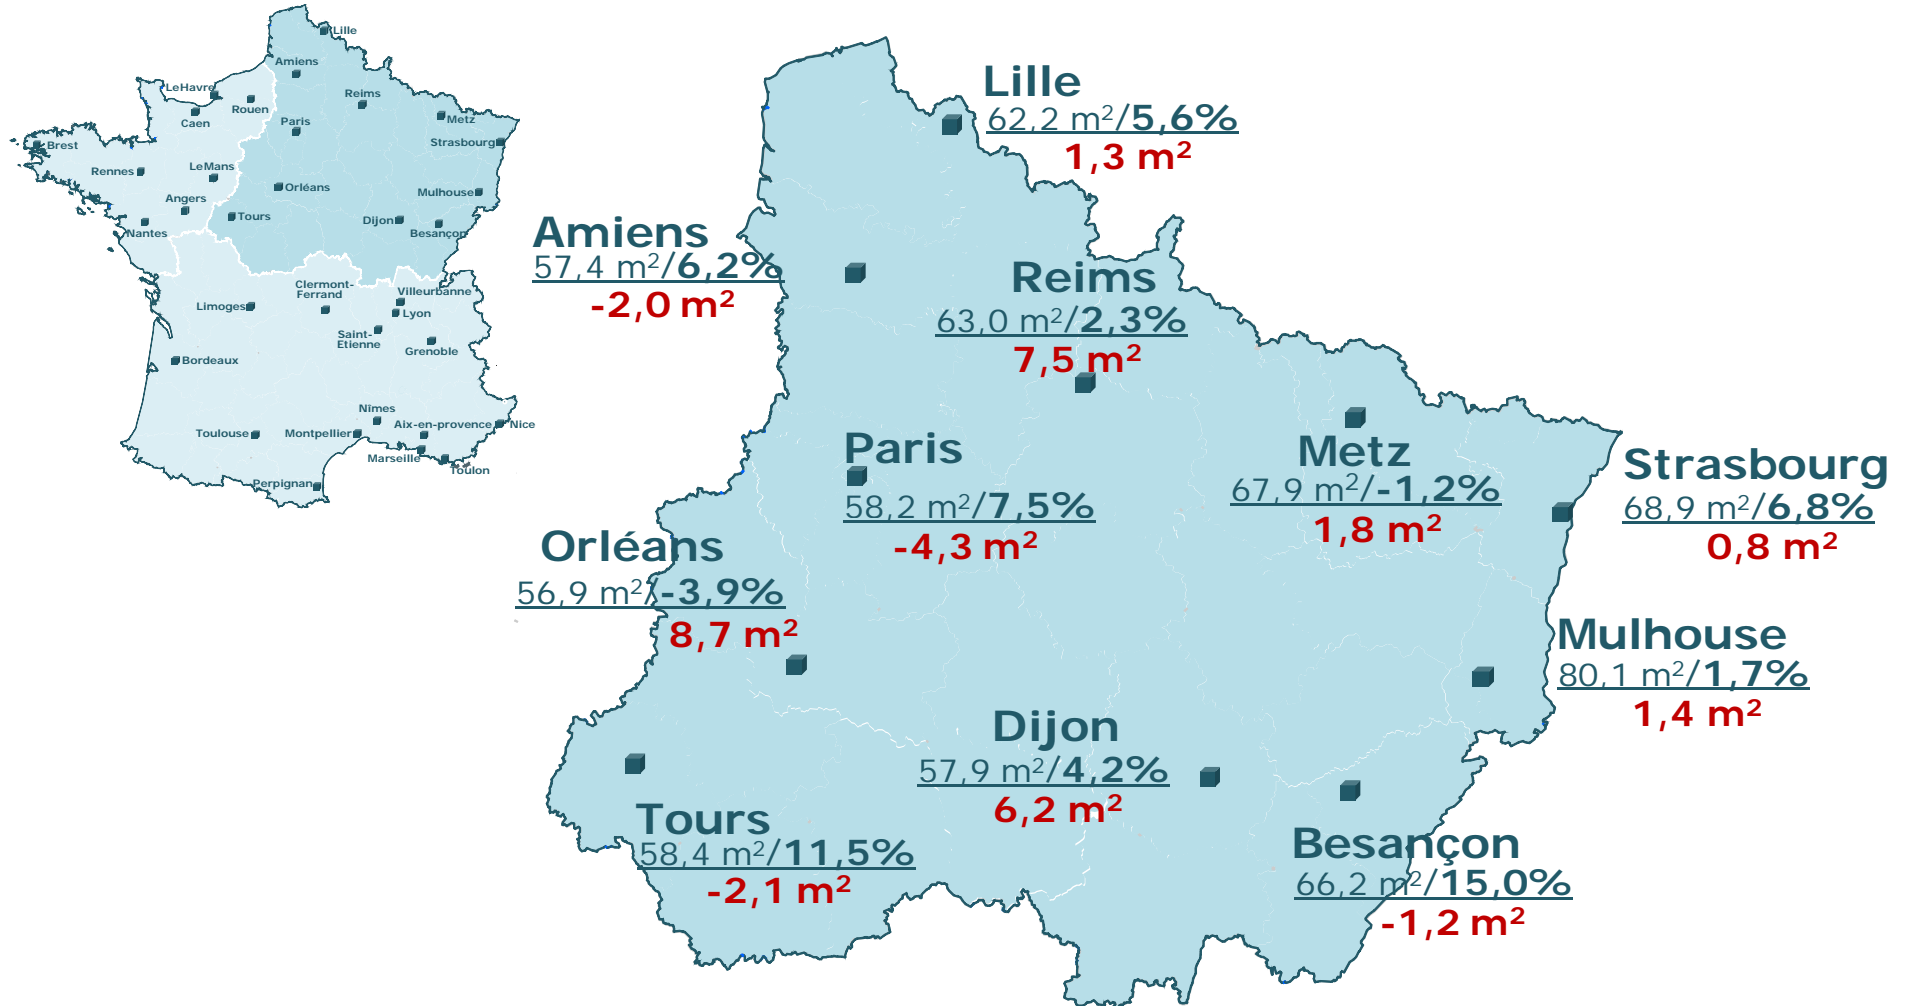 Lille
Amiens
LeHavre
Rouen
Reims
Caen
Paris
Metz
Strasbourg
Brest
Rennes
LeMans
Orléans
Mulhouse
Angers
Tours
Dijon
Nantes
Besançon
Clermont-
Ferrand
Villeurbanne
Limoges
Lyon
Saint-
Etienne
Grenoble
Bordeaux
Nîmes
Aix-en-provence
Nice
Toulouse
Montpellier
Marseille
Toulon
Perpignan
Lille
62,2 m²/5,6%
1,3 m²
Amiens
57,4 m²/6,2%
-2,0 m²
Reims
63,0 m²/2,3%
7,5 m²
Paris
58,2 m²/7,5%
-4,3 m²
Metz
67,9 m²/-1,2%
1,8 m²
Strasbourg
68,9 m²/6,8%
0,8 m²
Orléans
56,9 m²/-3,9%
8,7 m²
Mulhouse
80,1 m²/1,7%
1,4 m²
Dijon
57,9 m²/4,2%
6,2 m²
Tours
58,4 m²/11,5%
-2,1 m²
Besançon
66,2 m²/15,0%
-1,2 m²